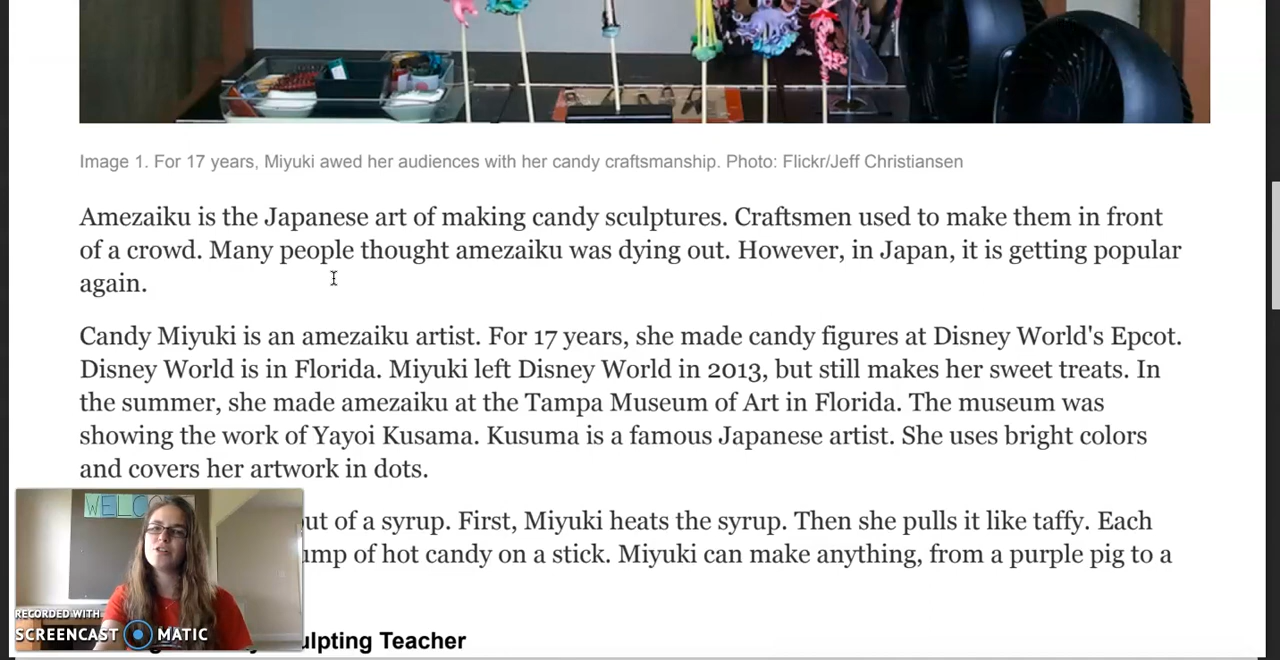 Image 1. For 17 years, Miyuki awed her audiences with her candy craftsmanship. Photo: Flickr/Jeff Christiansen
Amezaiku is the Japanese art of making candy sculptures. Craftsmen used to make them in front
of a crowd. Many people thought amezaiku was dying out. However, in Japan, it is getting popular
again.
Candy Miyuki is an amezaiku artist. For 17 years, she made candy figures at Disney World's Epcot.
Disney World is in Florida. Miyuki left Disney World in 2013, but still makes her sweet treats. In
the summer, she made amezaiku at the Tampa Museum of Art in Florida. The museum was
showing the work of Yayoi Kusama. Kusuma is a famous Japanese artist. She uses bright colors
and covers her artwork in dots.
out of a syrup. First, Miyuki heats the syrup. Then she pulls it like taffy. Each
of hot candy on a stick. Miyuki can make anything, from a purple pig to a
Teacher
WELC
RECORDED WITH
SCREENCAST MATIC